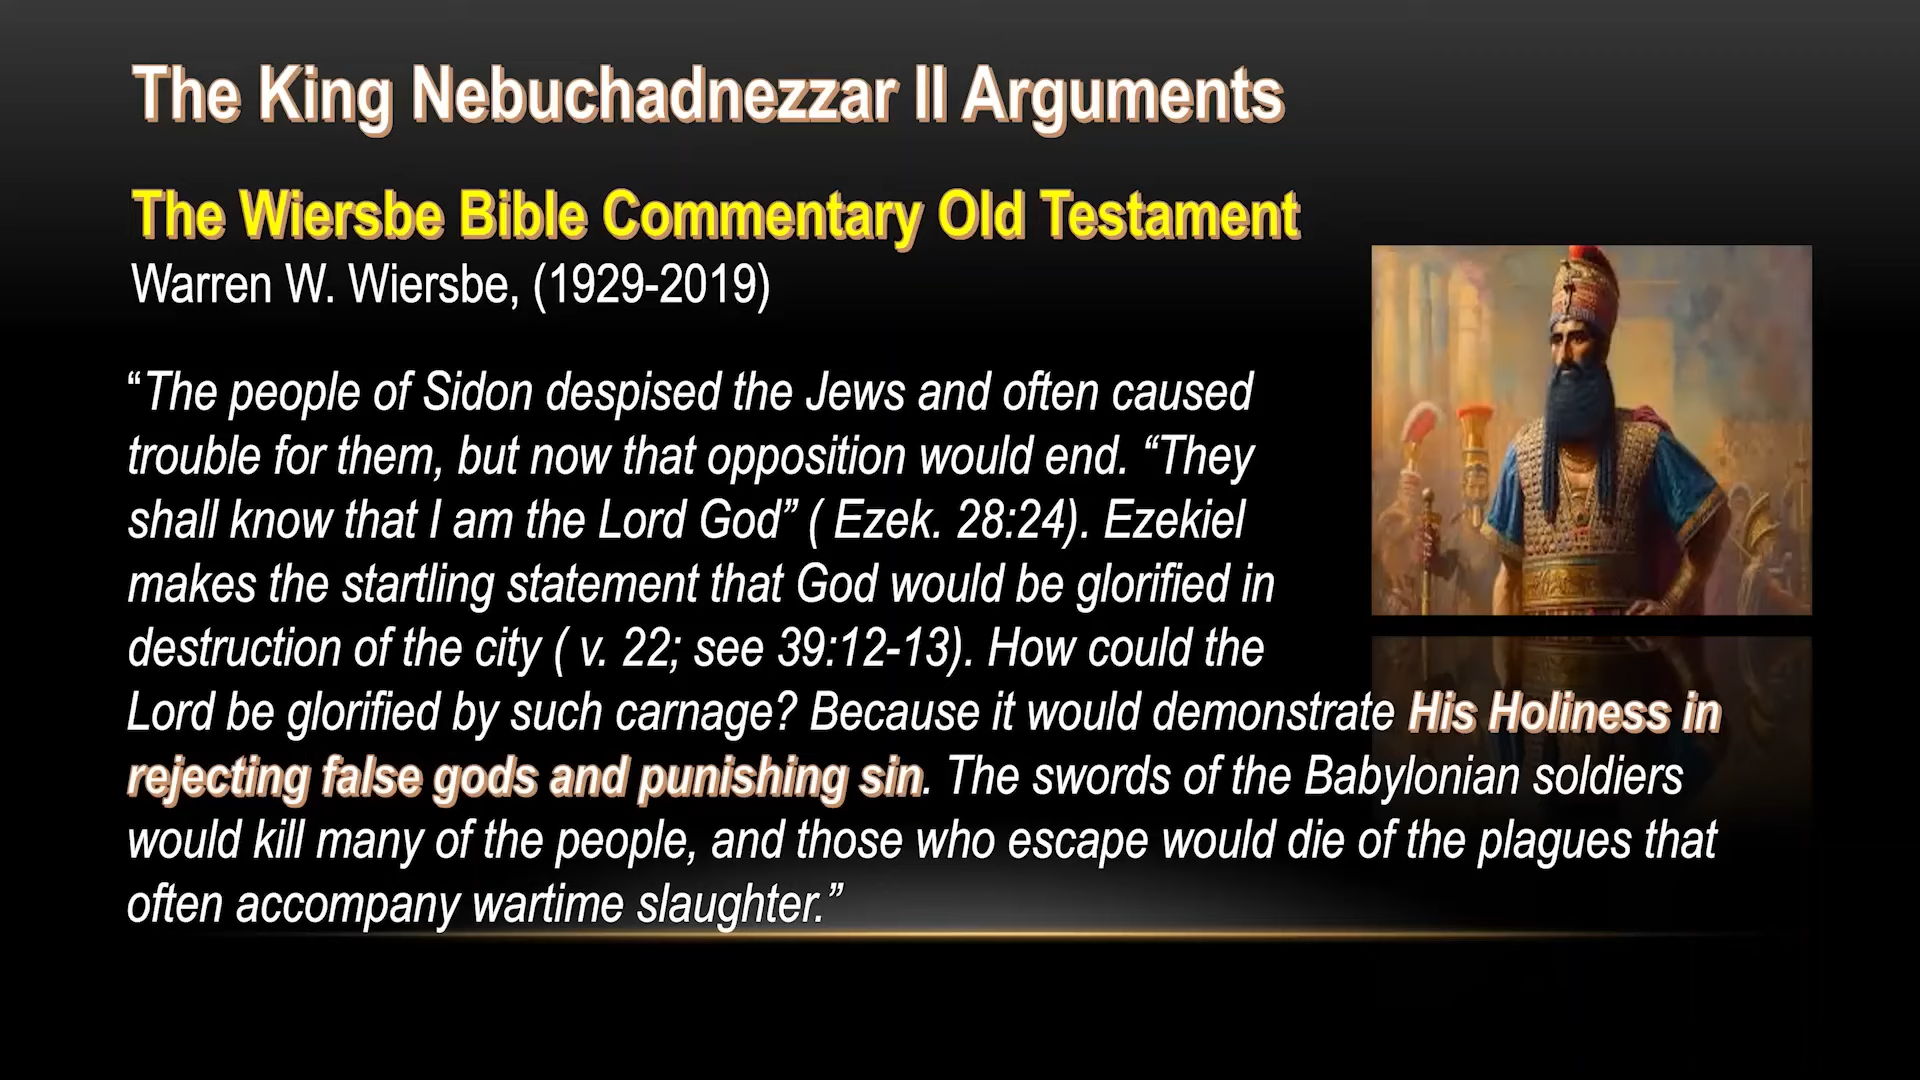 The King Nebuchadnezzar II Arguments
The Wiersbe Bible Commentary Old Testament
Warren W. Wiersbe, (1929-2019)
“The people of Sidon despised the Jews and often caused
trouble for them, but now that opposition would end. “They
shall know that I am the Lord God” ( Ezek. 28:24). Ezekiel
makes the startling statement that God would be glorified in
destruction of the city ( v. 22; see 39:12-13). How could the
Lord be glorified by such carnage? Because it would demonstrate His Holiness in
rejecting false gods and punishing sin. The swords of the Babylonian soldiers
would kill many of the people, and those who escape would die of the plagues that
often accompany wartime slaughter.”